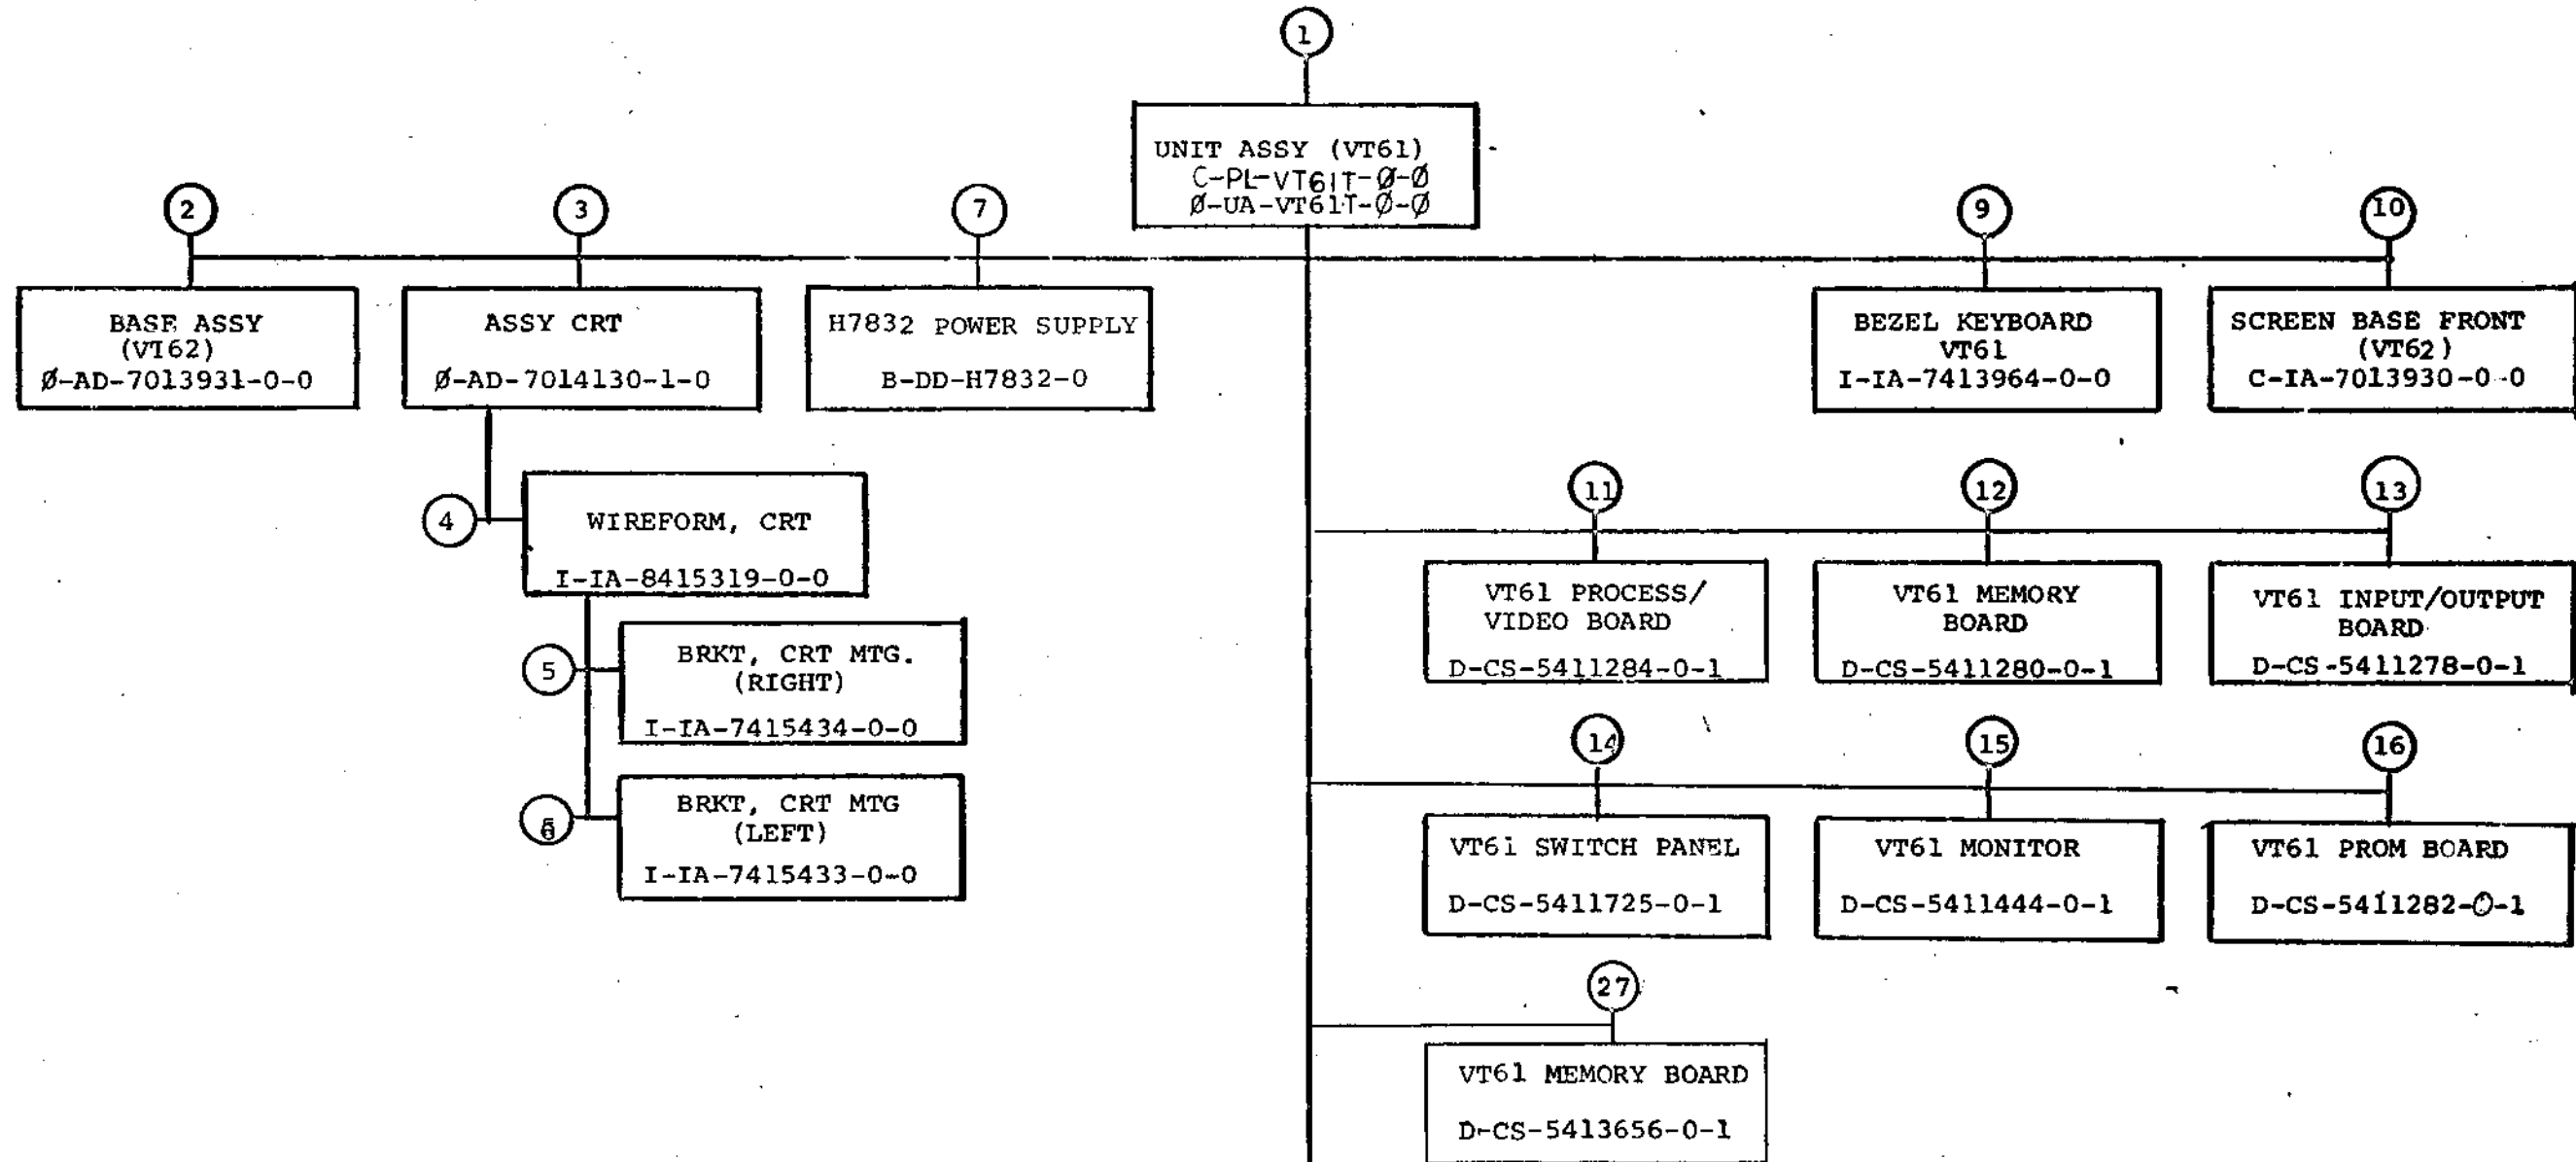 1
UNIT ASSY (VT61)
C-PL-VT61T-Ø-Ø
Ø-UA-VT61T-Ø-Ø
2
BASE ASSY
(VT62)
Ø-AD-7013931-0-0
3
ASSY CRT
Ø-AD-7014130-1-0
7
H7832 POWER SUPPLY
B-DD-H7832-0
9
BEZEL KEYBOARD
VT61
I-IA-7413964-0-0
10
SCREEN BASE FRONT
(VT62)
C-IA-7013930-0-0
4
WIREFORM, CRT
I-IA-8415319-0-0
5
BRKT, CRT MTG.
(RIGHT)
I-IA-7415434-0-0
6
BRKT, CRT MTG
(LEFT)
I-IA-7415433-0-0
11
VT61 PROCESS/
VIDEO BOARD
D-CS-5411284-0-1
12
VT61 MEMORY
BOARD
D-CS-5411280-0-1
13
VT61 INPUT/OUTPUT
BOARD
D-CS-5411278-0-1
14
VT61 SWITCH PANEL
D-CS-5411725-0-1
15
VT61 MONITOR
D-CS-5411444-0-1
16
VT61 PROM BOARD
D-CS-5411282-0-1
27
VT61 MEMORY BOARD
D-CS-5413656-0-1